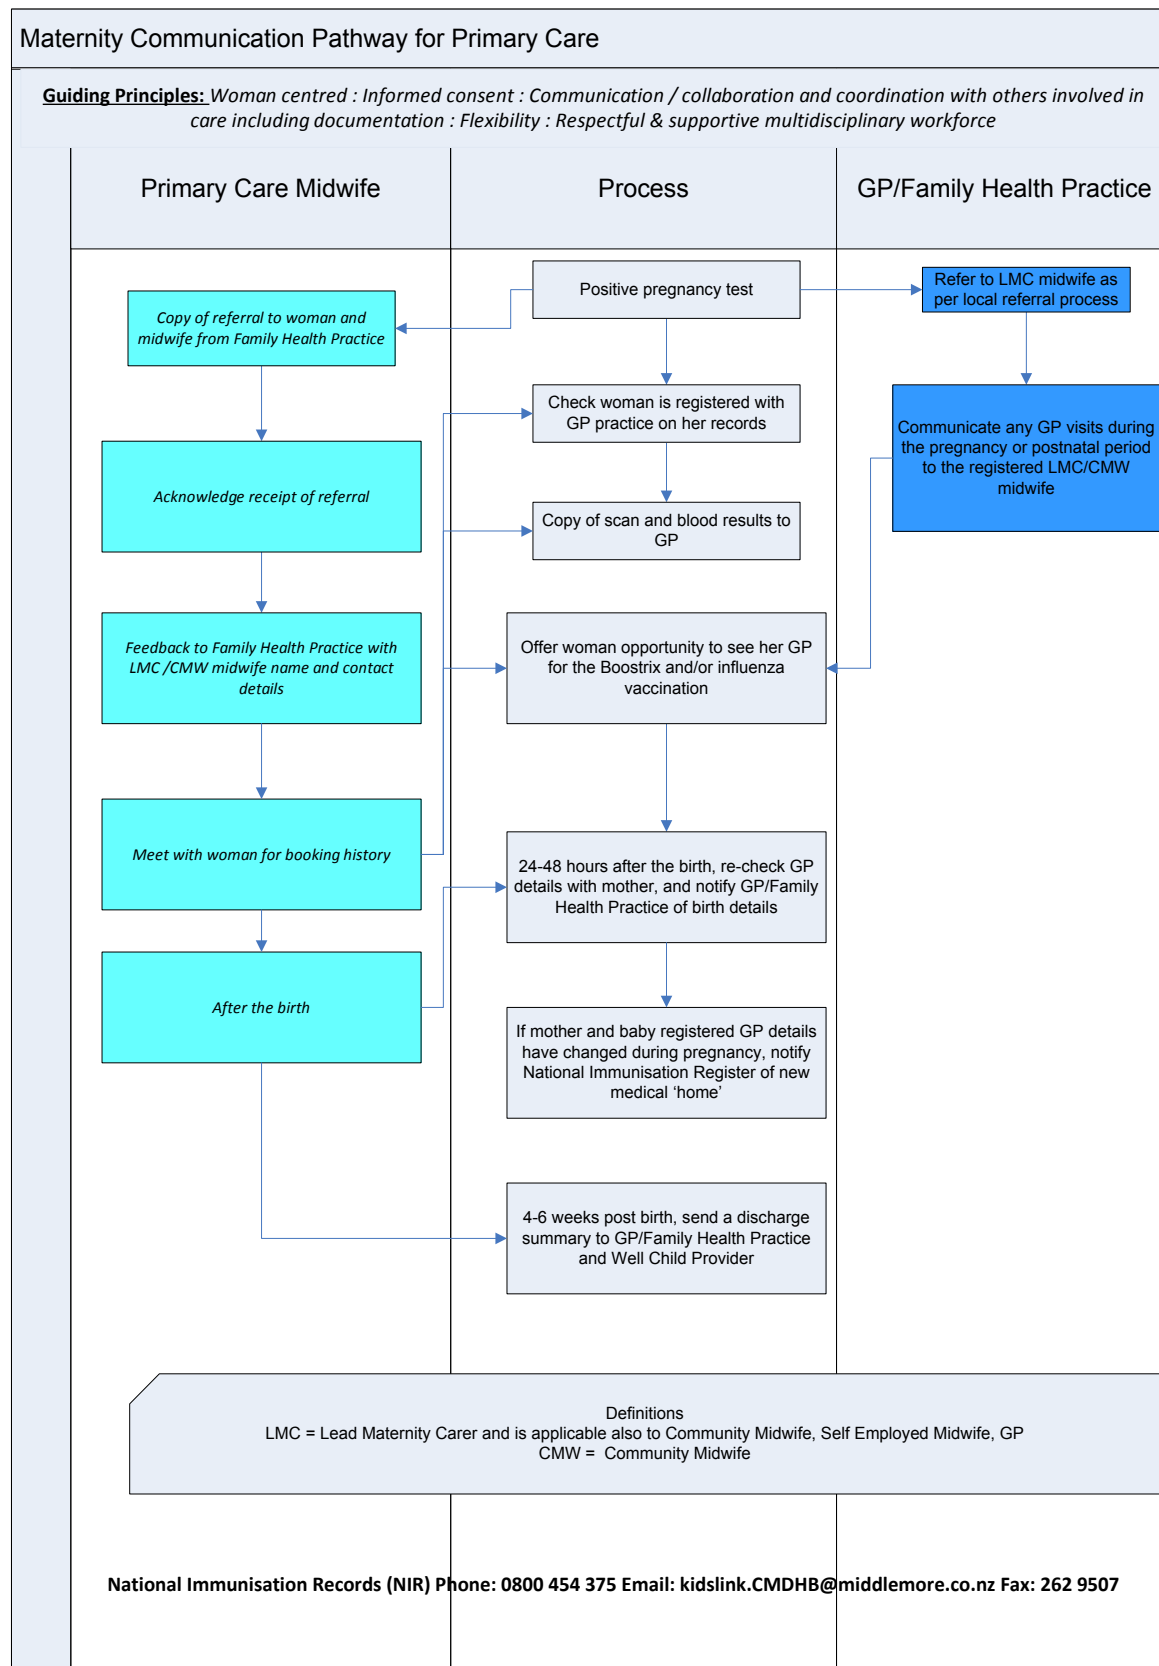 Maternity Communication Pathway for Primary Care
Guiding Principles: Woman centred : Informed consent : Communication / collaboration and coordination with others involved in
care including documentation : Flexibility : Respectful & supportive multidisciplinary workforce
Primary Care Midwife
Process
GP/Family Health Practice
Positive pregnancy test
Refer to LMC midwife as
per local referral process
Copy of referral to woman and
midwife from Family Health Practice
Check woman is registered with
GP practice on her records
Communicate any GP visits during
the pregnancy or postnatal period
to the registered LMC/CMW
midwife
Acknowledge receipt of referral
Copy of scan and blood results to
GP
Feedback to Family Health Practice with
LMC /CMW midwife name and contact
details
Offer woman opportunity to see her GP
for the Boostrix and/or influenza
vaccination
Meet with woman for booking history
24-48 hours after the birth, re-check GP
details with mother, and notify GP/Family
Health Practice of birth details
After the birth
If mother and baby registered GP details
have changed during pregnancy, notify
National Immunisation Register of new
medical ‘home’
4-6 weeks post birth, send a discharge
summary to GP/Family Health Practice
and Well Child Provider
Definitions
LMC = Lead Maternity Carer and is applicable also to Community Midwife, Self Employed Midwife, GP
CMW = Community Midwife
National Immunisation Records (NIR) Phone: 0800 454 375 Email: kidslink.CMDHB@middlemore.co.nz Fax: 262 9507